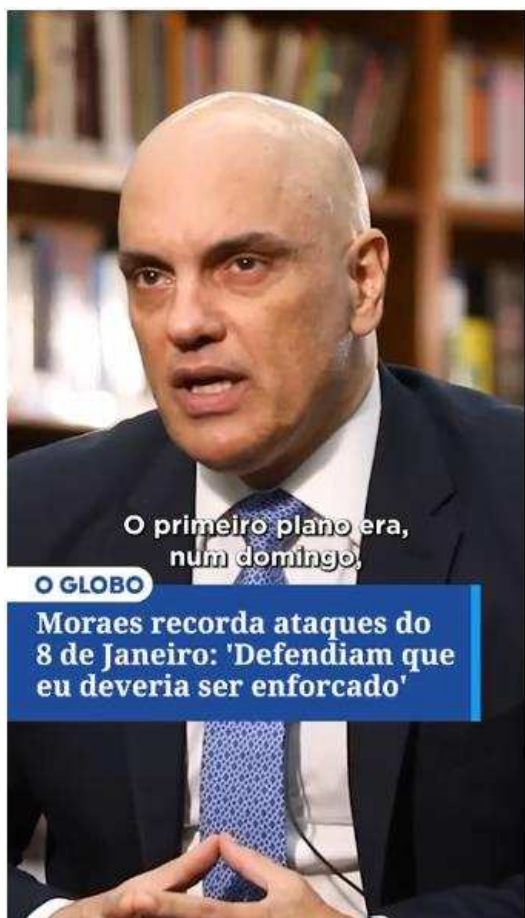 O primeiro plano era,
num domingo,
O GLOBO
Moraes recorda ataques do
8 de Janeiro: 'Defendiam que
eu deveria ser enforcado'